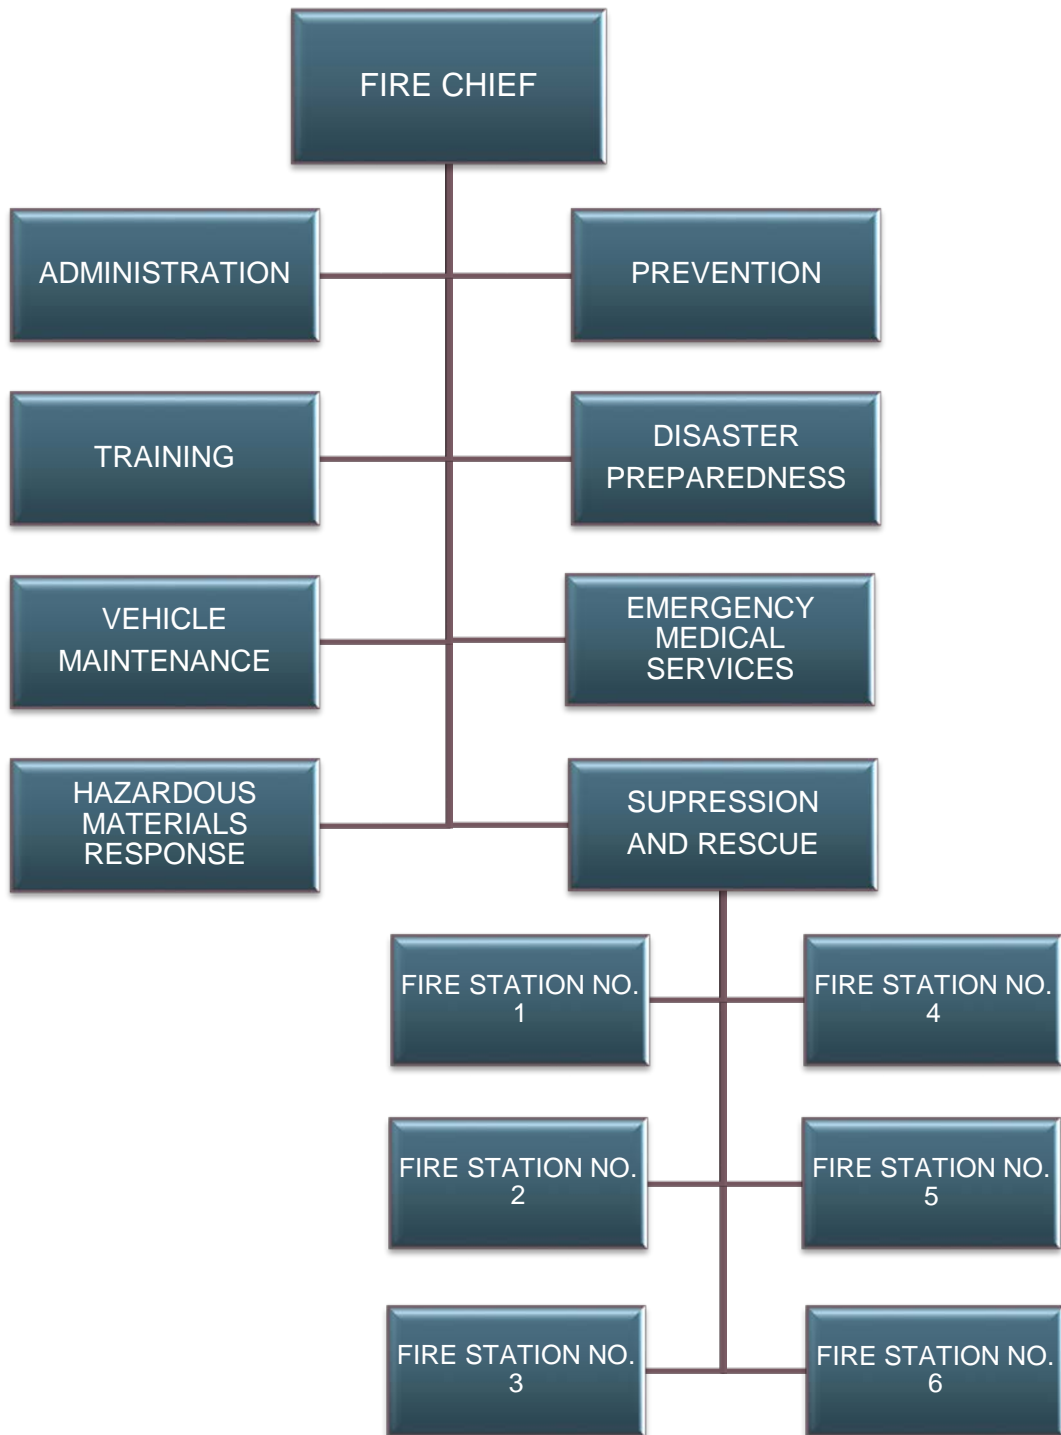 FIRE CHIEF
ADMINISTRATION
PREVENTION
TRAINING
DISASTER
PREPAREDNESS
VEHICLE
MAINTENANCE
EMERGENCY
MEDICAL
SERVICES
HAZARDOUS
MATERIALS
RESPONSE
SUPRESSION
AND RESCUE
FIRE STATION NO.
1
FIRE STATION NO.
4
FIRE STATION NO.
2
FIRE STATION NO.
5
FIRE STATION NO.
3
FIRE STATION NO.
6